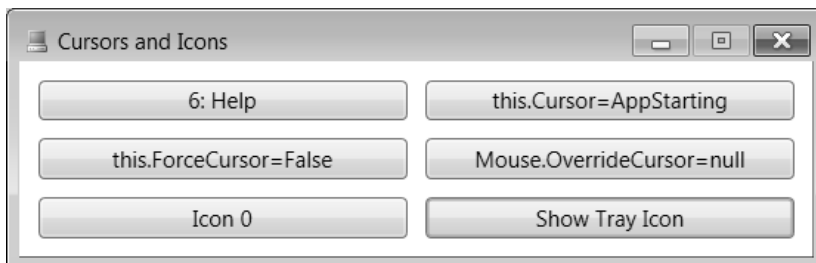 Cursors and Icons
6: Help
this.Cursor=AppStarting
this.ForceCursor=False
Mouse.OverrideCursor=null
Icon 0
Show Tray Icon